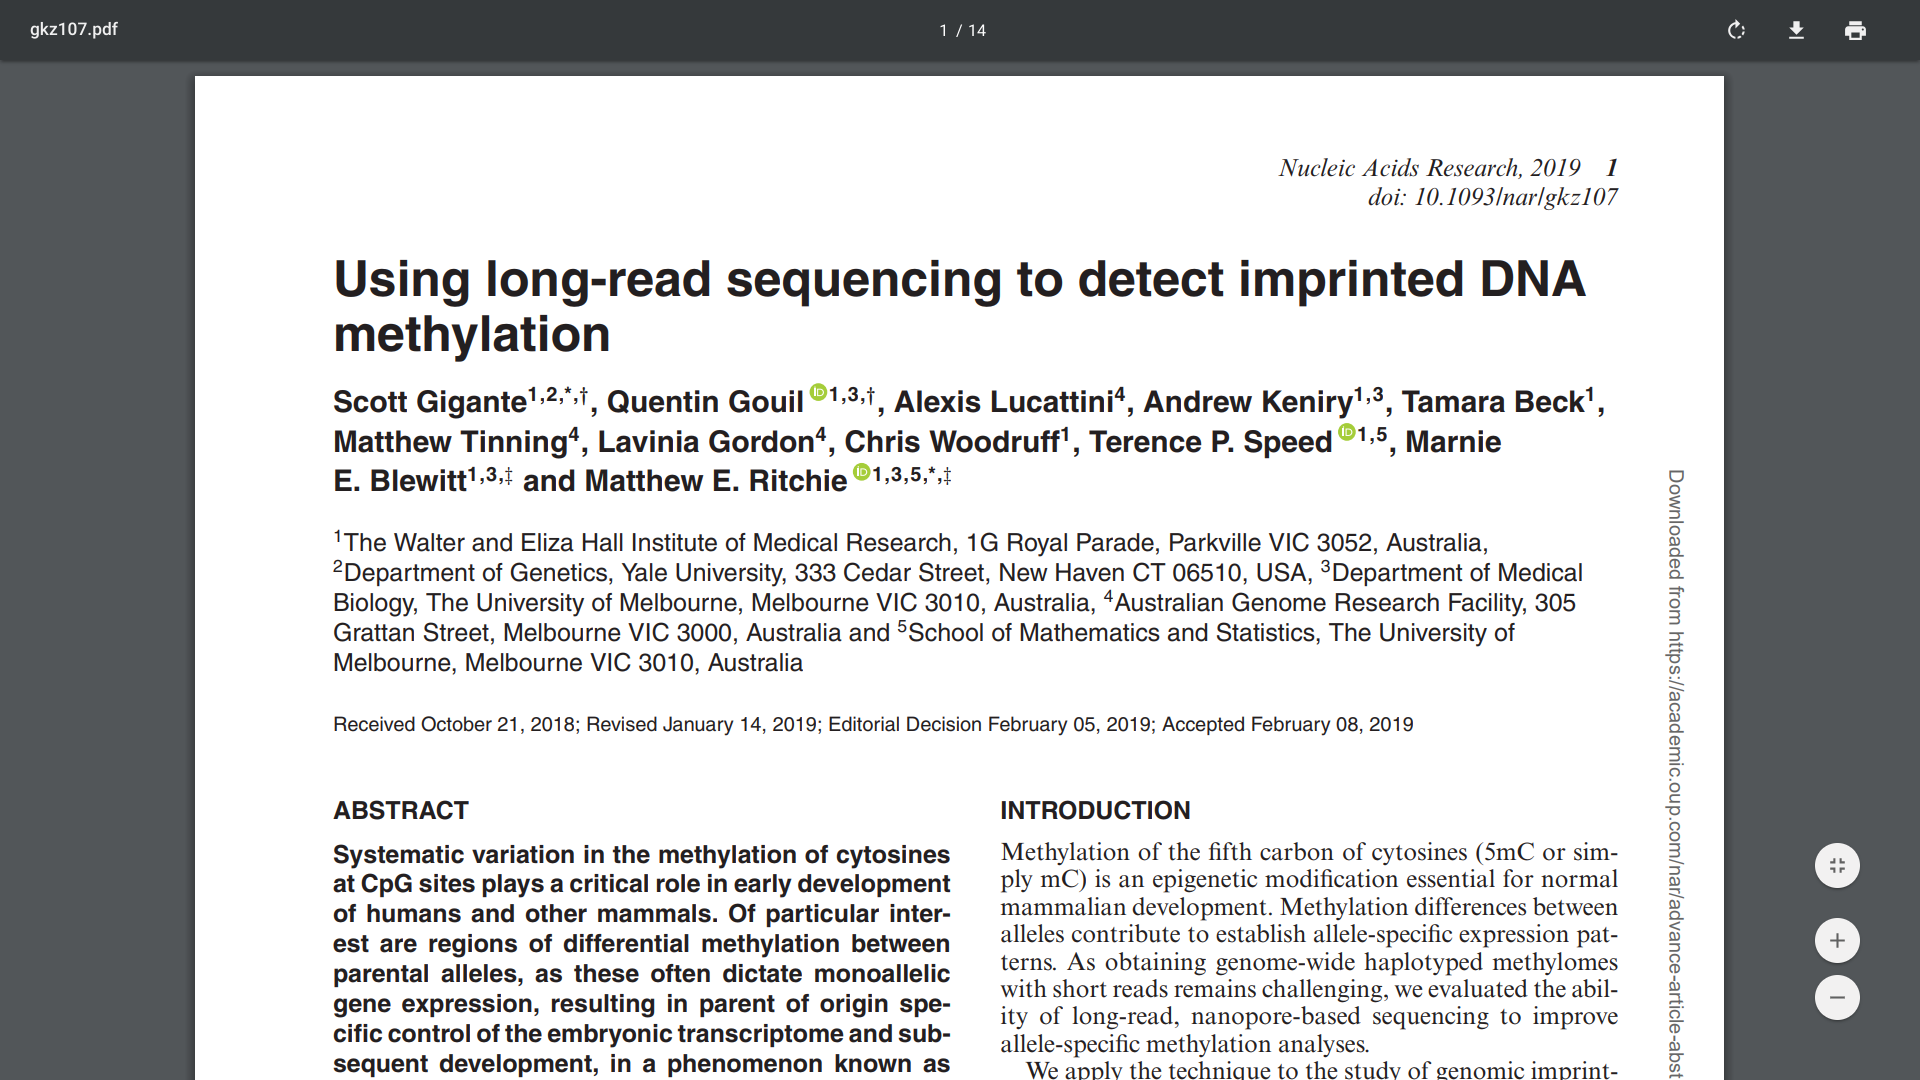 gkz107.pdf
1 / 14
Nucleic Acids Research, 2019 1
doi: 10.1093/nar/gkz107
Using long-read sequencing to detect imprinted DNA
methylation
Scott Gigante1,2,*,†, Quentin Gouil iD 1,3,†, Alexis Lucattini4, Andrew Keniry1,3, Tamara Beck1,
Matthew Tinning4, Lavinia Gordon4, Chris Woodruff1, Terence P. Speed iD 1,5, Marnie
E. Blewitt1,3,‡ and Matthew E. Ritchie iD 1,3,5,*,‡
1The Walter and Eliza Hall Institute of Medical Research, 1G Royal Parade, Parkville VIC 3052, Australia,
2Department of Genetics, Yale University, 333 Cedar Street, New Haven CT 06510, USA, 3Department of Medical
Biology, The University of Melbourne, Melbourne VIC 3010, Australia, 4Australian Genome Research Facility, 305
Grattan Street, Melbourne VIC 3000, Australia and 5School of Mathematics and Statistics, The University of
Melbourne, Melbourne VIC 3010, Australia
Received October 21, 2018; Revised January 14, 2019; Editorial Decision February 05, 2019; Accepted February 08, 2019
ABSTRACT
Systematic variation in the methylation of cytosines
at CpG sites plays a critical role in early development
of humans and other mammals. Of particular inter-
est are regions of differential methylation between
parental alleles, as these often dictate monoallelic
gene expression, resulting in parent of origin spe-
cific control of the embryonic transcriptome and sub-
sequent development, in a phenomenon known as
INTRODUCTION
Methylation of the fifth carbon of cytosines (5mC or sim-
ply mC) is an epigenetic modification essential for normal
mammalian development. Methylation differences between
alleles contribute to establish allele-specific expression pat-
terns. As obtaining genome-wide haplotyped methylomes
with short reads remains challenging, we evaluated the abil-
ity of long-read, nanopore-based sequencing to improve
allele-specific methylation analyses.
We apply the technique to the study of genomic imprint-
Downloaded from https://academic.oup.com/nar/advance-article-abst